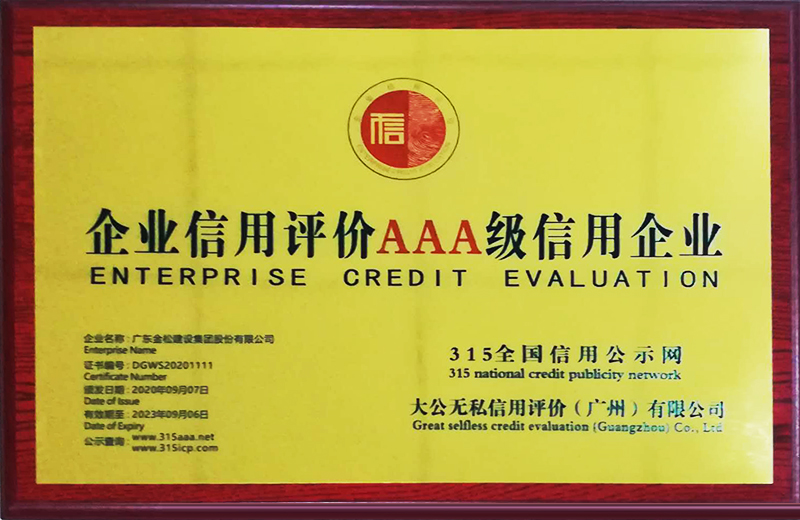 信
企业信用评价AAA级信用企业
ENTERPRISE CREDIT EVALUATION
企业名称：广东金松建设集团股份有限公司
Enterprise Name
证书编号：DGWS20201111
Certificate Number
颁发日期：2020年09月07日
Date of Issue
有效期至：2023年09月06日
Date of Expiry
公示查询：www.315aaa.net
www.315icp.com
315全国信用公示网
315 national credit publicity network
大公无私信用评价（广州）有限公司
Great selfless credit evaluation (Guangzhou) Co., Ltd